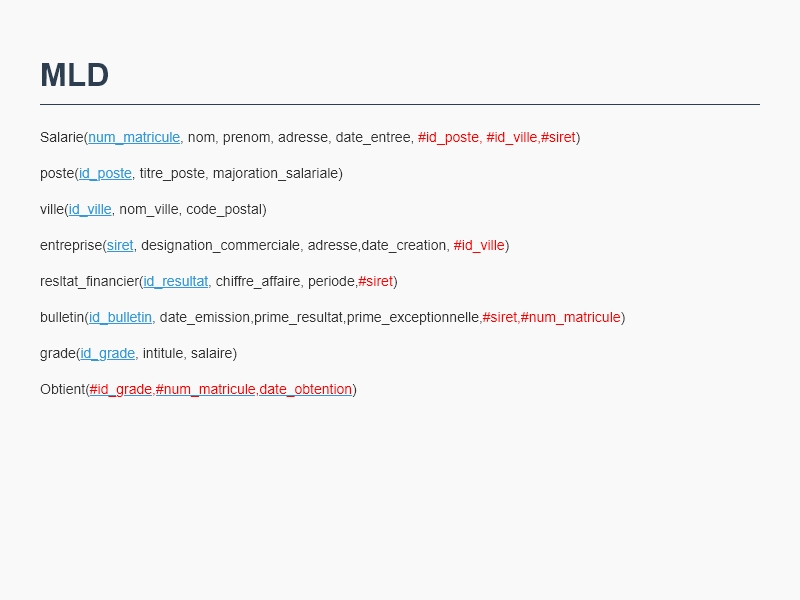 MLD
Salarie(num_matricule, nom, prenom, adresse, date_entree, #id_poste, #id_ville,#siret)
poste(id_poste, titre_poste, majoration_salariale)
ville(id_ville, nom_ville, code_postal)
entreprise(siret, designation_commerciale, adresse,date_creation, #id_ville)
resltat_financier(id_resultat, chiffre_affaire, periode,#siret)
bulletin(id_bulletin, date_emission,prime_resultat,prime_exceptionnelle,#siret,#num_matricule)
grade(id_grade, intitule, salaire)
Obtient(#id_grade,#num_matricule,date_obtention)